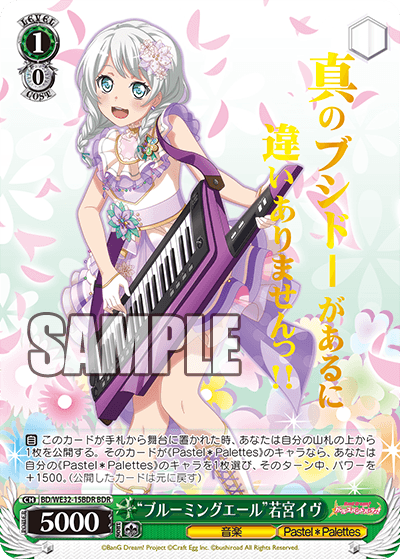 LEVEL
1
0
COST
真のブシドーがあるに
違いありませんっ!!
SAMPLE
自 このカードが手札から舞台に置かれた時、あなたは自分の山札の上から
1枚を公開する。そのカードが《Pastel＊Palettes》のキャラなら、あなたは
自分の《Pastel＊Palettes》のキャラを1枚選び、そのターン中、パワーを
＋1500。(公開したカードは元に戻す)
CH BD/WE32-15BDR BDR
5000
“ブルーミングエール”若宮イヴ
音楽
Pastel＊Palettes
©BanG Dream! Project ©Craft Egg Inc. ©bushiroad All Rights Reserved.